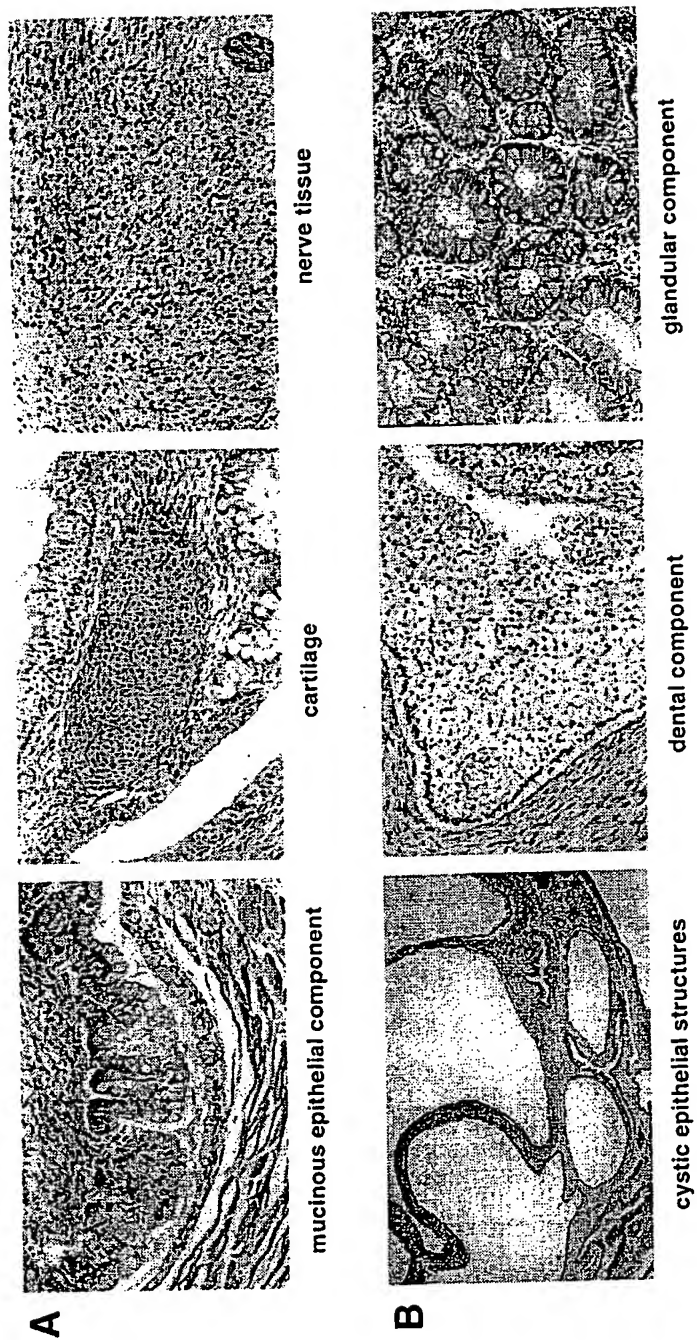 A
mucinous epithelial component
cartilage
nerve tissue
B
cystic epithelial structures
dental component
glandular component